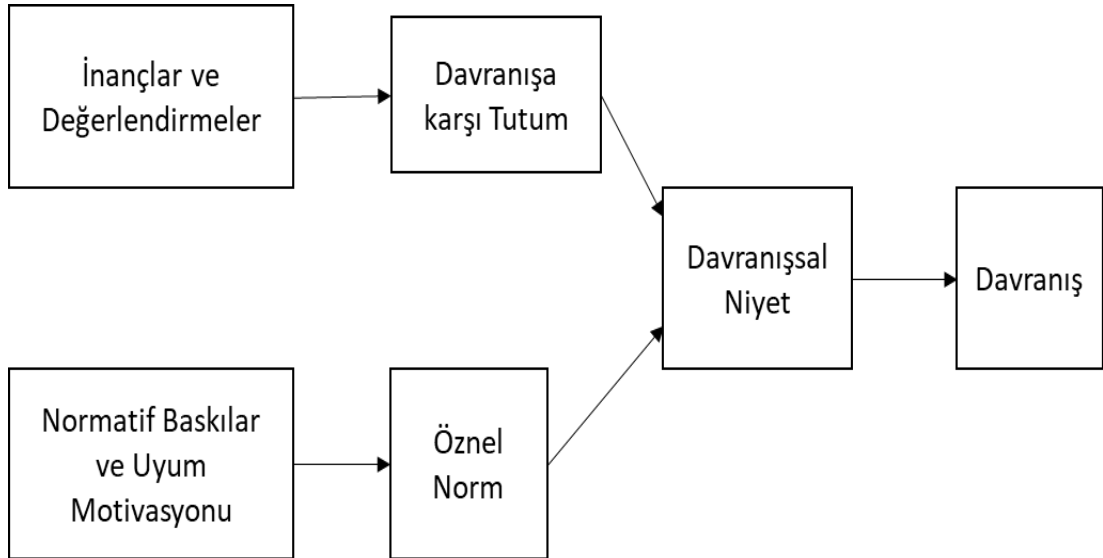 İnançlar ve
Değerlendirmeler
Davranışa
karşı Tutum
Davranışsal
Niyet
Davranış
Normatif Baskılar
ve Uyum
Motivasyonu
Öznel
Norm